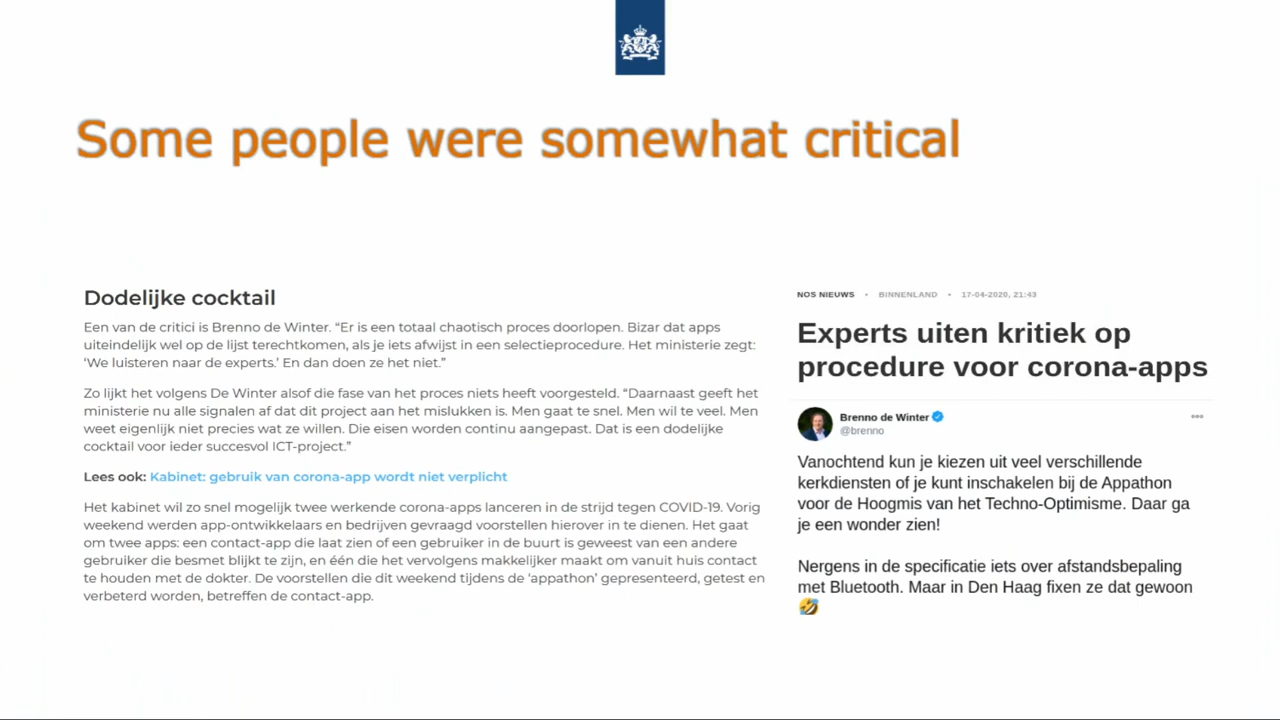 Some people were somewhat critical
Dodelijke cocktail
Een van de critici is Brenno de Winter. “Er is een totaal chaotisch proces doorlopen. Bizar dat apps
uiteindelijk wel op de lijst terechtkomen, als je iets afwijst in een selectieprocedure. Het ministerie zegt:
‘We luisteren naar de experts.’ En dan doen ze het niet.”
Zo lijkt het volgens De Winter alsof die fase van het proces niets heeft voorgesteld. “Daarnaast geeft het
ministerie nu alle signalen af dat dit project aan het mislukken is. Men gaat te snel. Men wil te veel. Men
weet eigenlijk niet precies wat ze willen. Die eisen worden continu aangepast. Dat is een dodelijke
cocktail voor ieder succesvol ICT-project.”
Lees ook: Kabinet: gebruik van corona-app wordt niet verplicht
Het kabinet wil zo snel mogelijk twee werkende corona-apps lanceren in de strijd tegen COVID-19. Vorig
weekend werden app-ontwikkelaars en bedrijven gevraagd voorstellen hierover in te dienen. Het gaat
om twee apps: een contact-app die laat zien of een gebruiker in de buurt is geweest van een andere
gebruiker die besmet blijkt te zijn, en één die het vervolgens makkelijker maakt om vanuit huis contact
te houden met de dokter. De voorstellen die dit weekend tijdens de ‘appathon’ gepresenteerd, getest en
verbeterd worden, betreffen de contact-app.
NOS NIEUWS • BINNENLAND • 17-04-2020, 21:43
Experts uiten kritiek op
procedure voor corona-apps
Brenno de Winter
@brenno
Vanochtend kun je kiezen uit veel verschillende
kerkdiensten of je kunt inschakelen bij de Appathon
voor de Hoogmis van het Techno-Optimisme. Daar ga
je een wonder zien!
Nergens in de specificatie iets over afstandsbepaling
met Bluetooth. Maar in Den Haag fixen ze dat gewoon
🤣